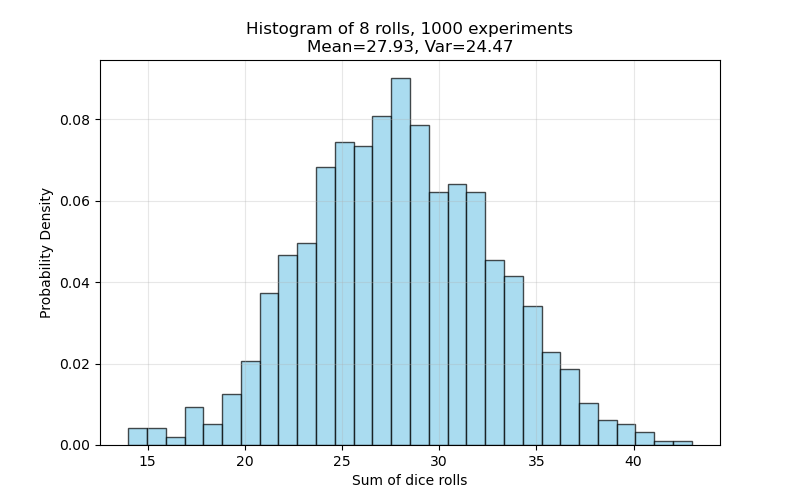 Histogram of 8 rolls, 1000 experiments
Mean=27.93, Var=24.47
0.08
0.06
0.04
0.02
0.00
Probability Density
15 20 25 30 35 40
Sum of dice rolls